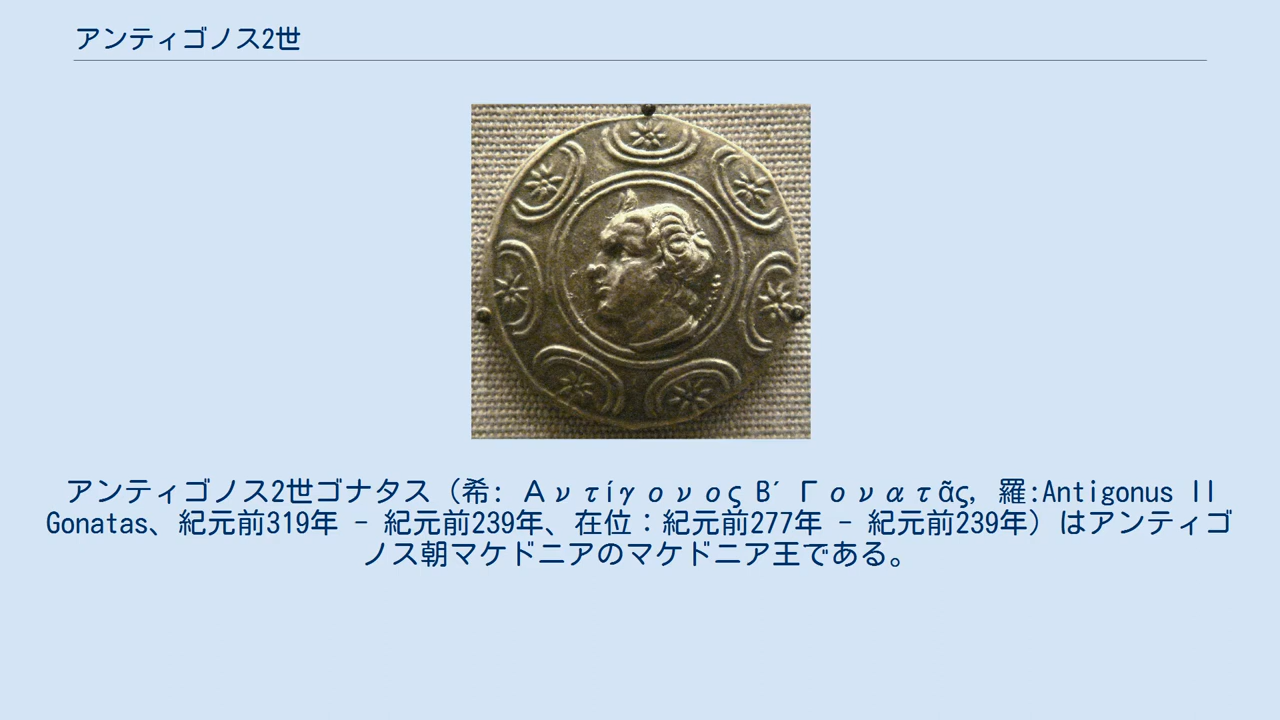 アンティゴノス2世
アンティゴノス2世ゴナタス（希: Αντίγονος Β΄ Γονατᾶς, 羅:Antigonus II
Gonatas、紀元前319年 - 紀元前239年、在位：紀元前277年 - 紀元前239年）はアンティゴ
ノス朝マケドニアのマケドニア王である。